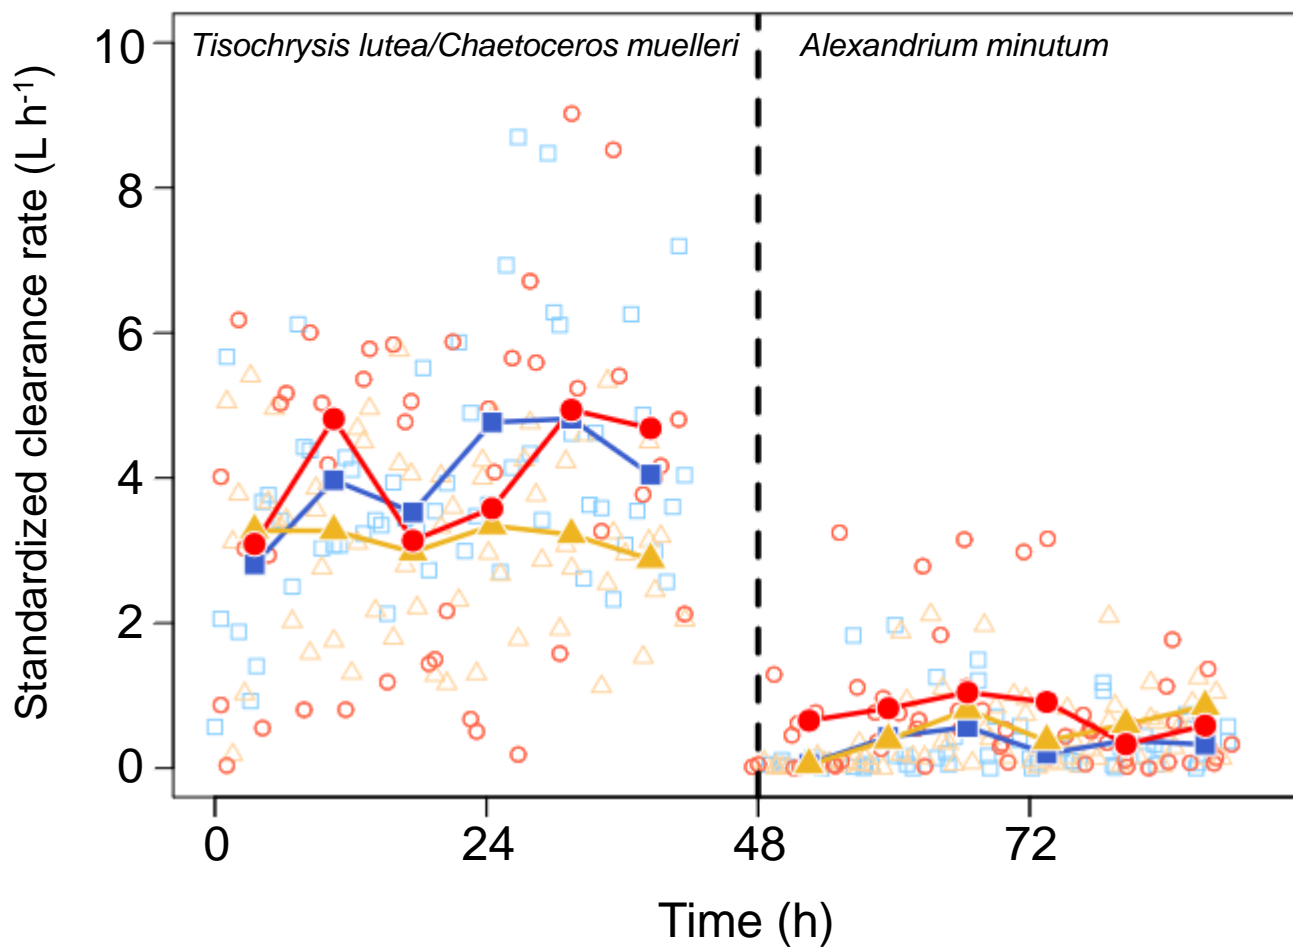 Tisochrysis lutea/Chaetoceros muelleri
Alexandrium minutum
Standardized clearance rate (L h⁻¹)
10
8
6
4
2
0
0 24 48 72
Time (h)